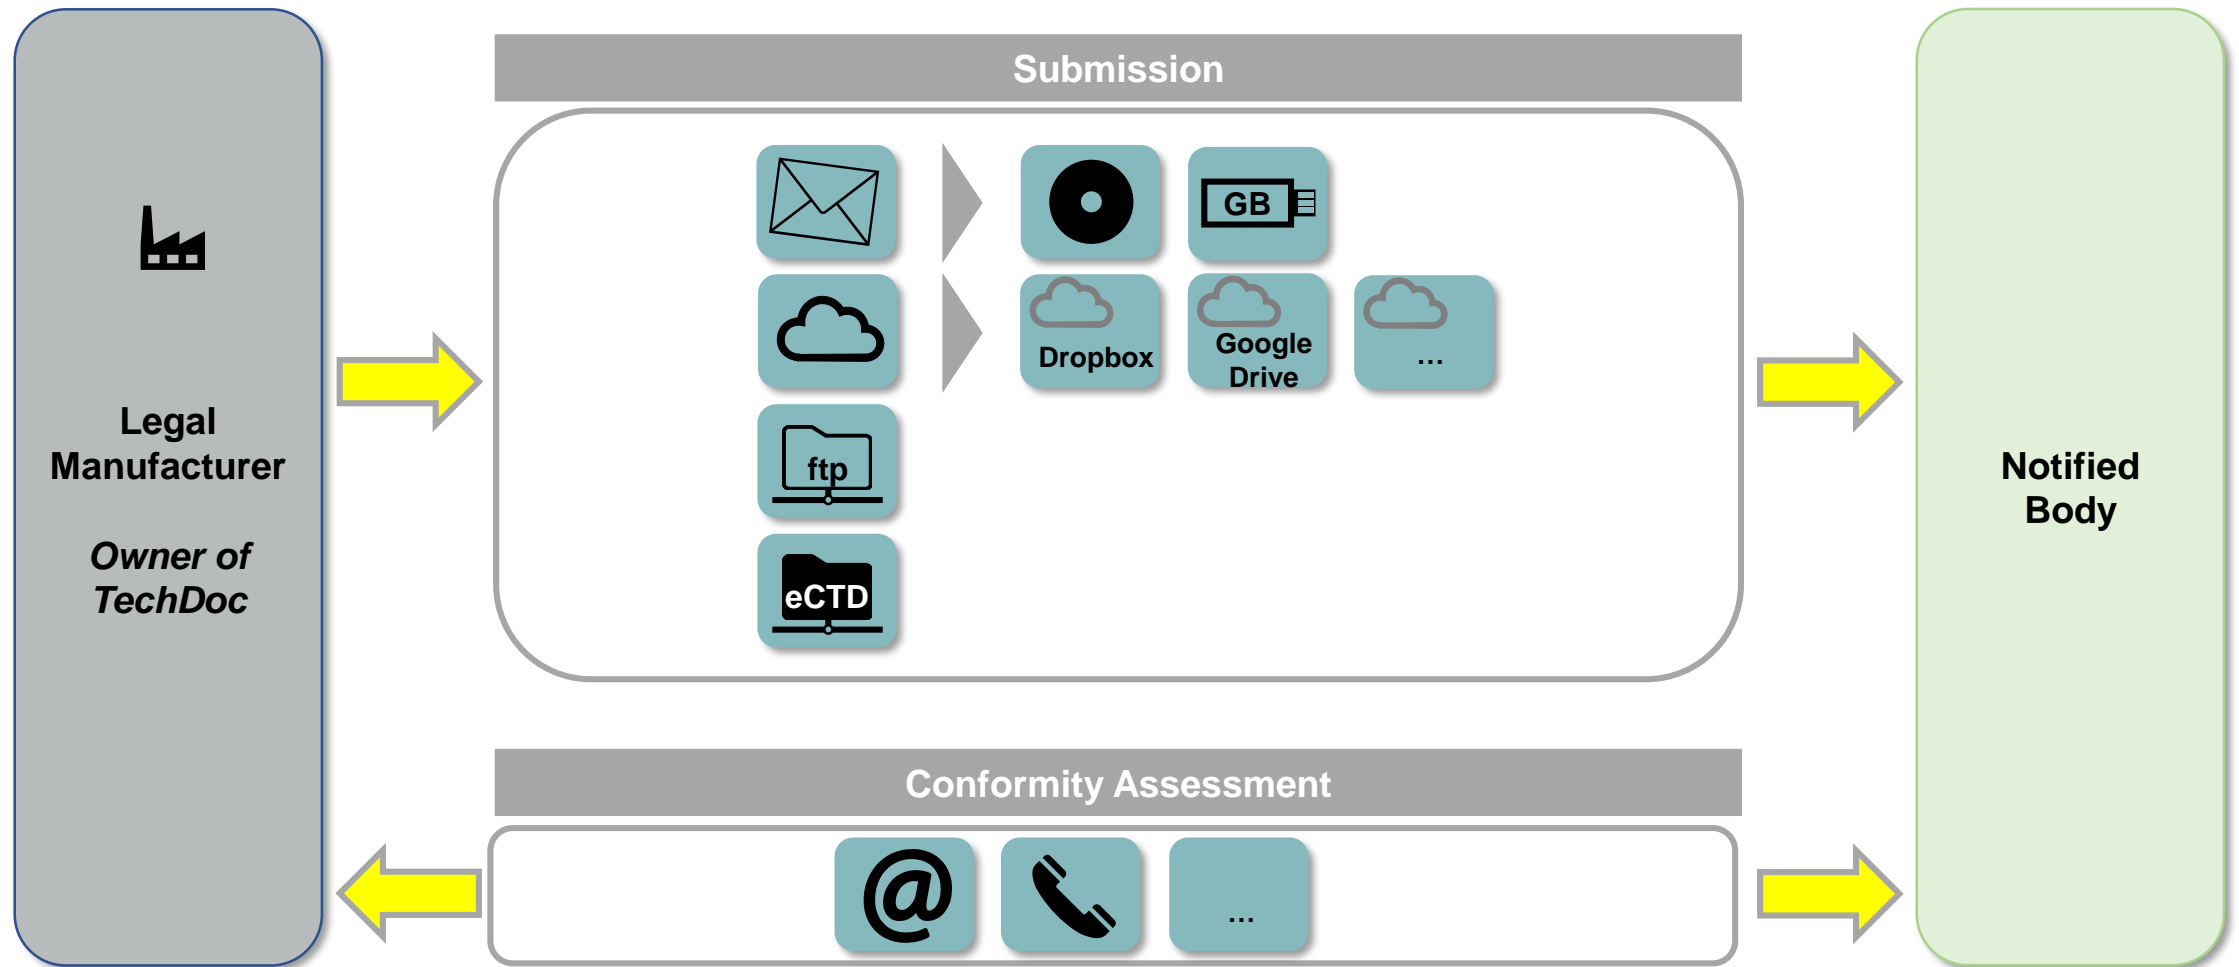 Submission
GB
Dropbox
Google
Drive
...
ftp
eCTD
Legal
Manufacturer
Owner of
TechDoc
Notified
Body
Conformity Assessment
@
...